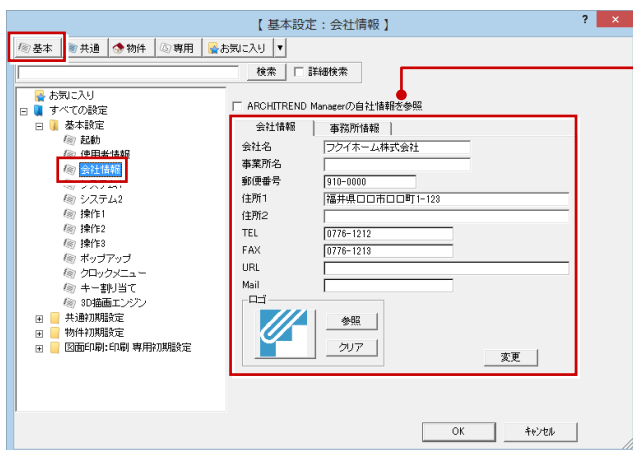 【 基本設定：会社情報 】
? ×
基本 共通 物件 専用 お気に入り ▼
検索 詳細検索
お気に入り
すべての設定
基本設定
起動
使用者情報
会社情報
システム1
システム2
操作1
操作2
操作3
ポップアップ
クロックメニュー
キー割り当て
3D描画エンジン
共通初期設定
物件初期設定
図面印刷:印刷 専用初期設定
ARCHITREND Managerの自社情報を参照
会社情報 事務所情報
会社名 フクイホーム株式会社
事業所名
郵便番号 910-0000
住所1 福井県口口市口口町1-123
住所2
TEL 0776-1212
FAX 0776-1213
URL
Mail
ロゴ
参照
クリア
変更
OK キャンセル